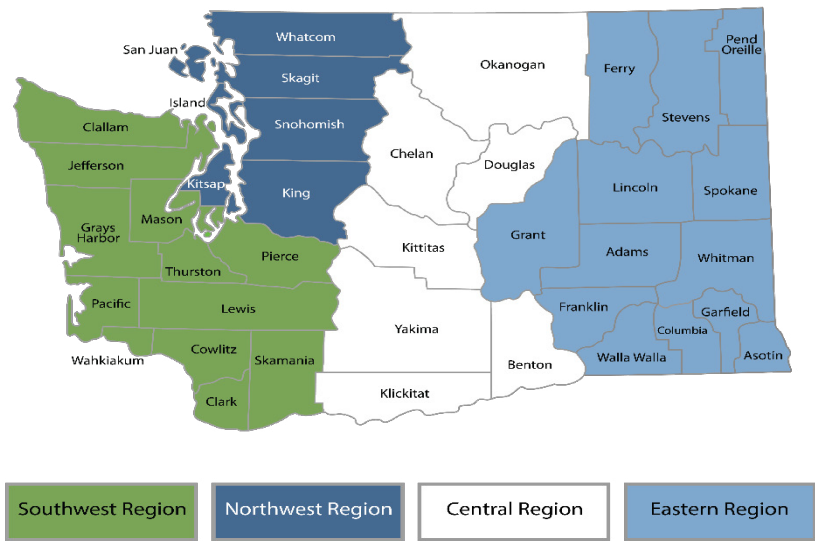 Whatcom
San Juan
Skagit
Island
Snohomish
King
Kitsap
Clallam
Jefferson
Grays
Harbor
Mason
Thurston
Pierce
Pacific
Lewis
Wahkiakum
Cowlitz
Skamania
Clark
Okanogan
Chelan
Douglas
Kittitas
Yakima
Klickitat
Benton
Ferry
Stevens
Pend
Oreille
Lincoln
Spokane
Grant
Adams
Whitman
Franklin
Walla Walla
Columbia
Garfield
Asotin
Southwest Region
Northwest Region
Central Region
Eastern Region